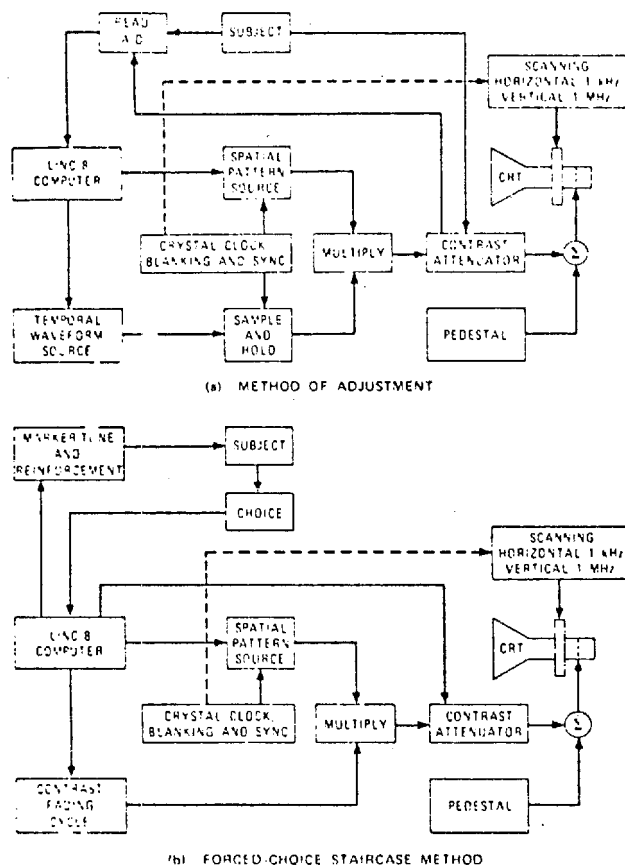 READ
A/D
SUBJECT
SCANNING
HORIZONTAL 1 kHz
VERTICAL 1 MHz
LINC 8
COMPUTER
SPATIAL
PATTERN
SOURCE
CRT
CRYSTAL CLOCK,
BLANKING AND SYNC
MULTIPLY
CONTRAST
ATTENUATOR
Σ
TEMPORAL
WAVEFORM
SOURCE
SAMPLE
AND
HOLD
PEDESTAL
(a) METHOD OF ADJUSTMENT
MARKER TONE
AND
REINFORCEMENT
SUBJECT
CHOICE
SCANNING
HORIZONTAL 1 kHz
VERTICAL 1 MHz
LINC 8
COMPUTER
SPATIAL
PATTERN
SOURCE
CRT
CRYSTAL CLOCK,
BLANKING AND SYNC
MULTIPLY
CONTRAST
ATTENUATOR
Σ
CONTRAST
FADING
CYCLE
PEDESTAL
(b) FORCED-CHOICE STAIRCASE METHOD